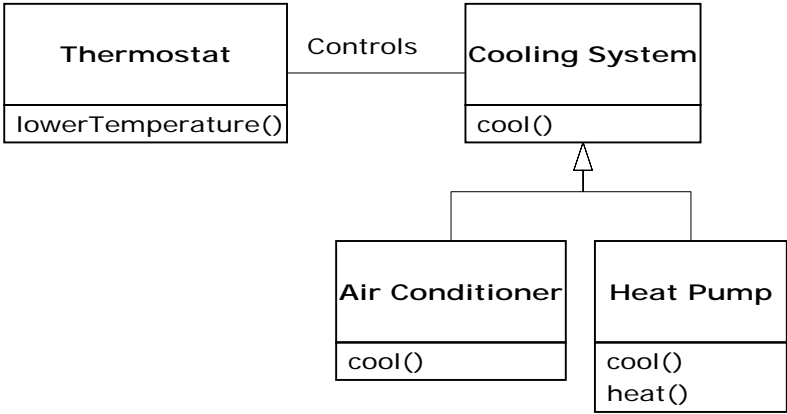 Thermostat
lowerTemperature()
Controls
Cooling System
cool()
Air Conditioner
cool()
Heat Pump
cool()
heat()